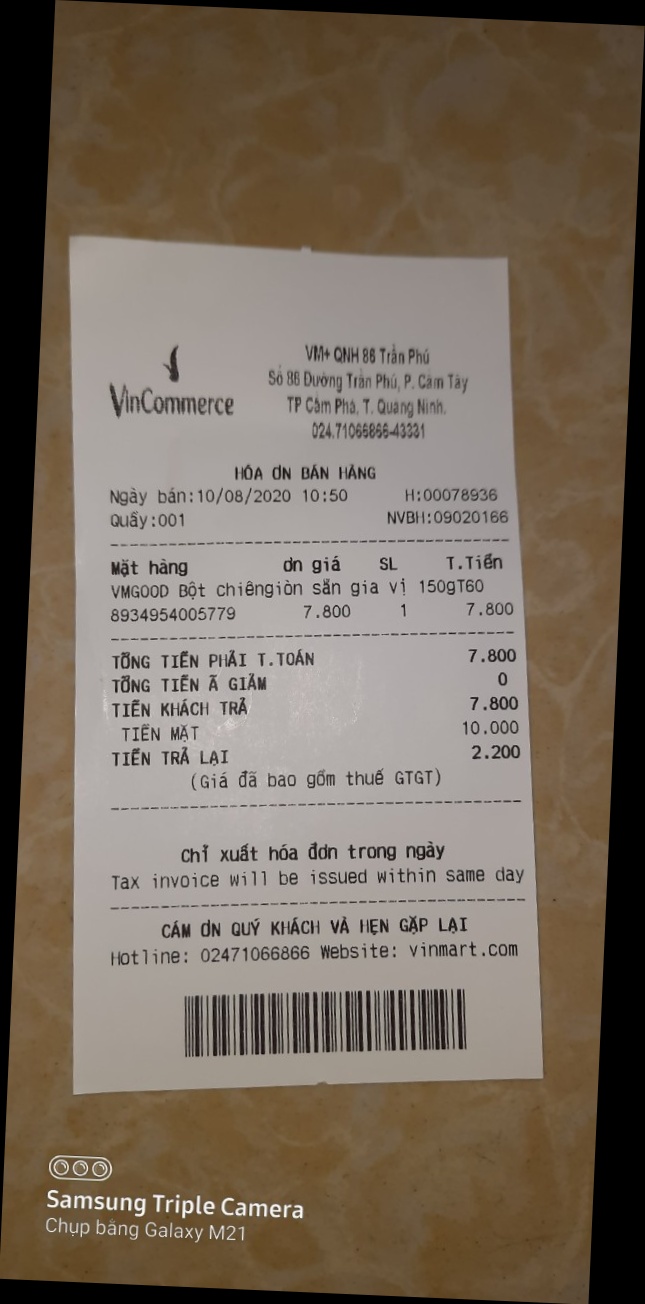 VinCommerce
VM+ QNH 86 Trần Phú
Số 86 Đường Trần Phú, P. Cẩm Tây
TP Cẩm Phả, T. Quảng Ninh.
024.71066866-43331
HÓA ƠN BÁN HÀNG
Ngày bán:10/08/2020 10:50 H:00078936
Quầy:001 NVBH:09020166
Mặt hàng ơn giá SL T.Tiền
VMGOOD Bột chiêngiòn sẵn gia vị 150gT60
8934954005779 7.800 1 7.800
TỔNG TIỀN PHẢI T.TOÁN 7.800
TỔNG TIỀN Ã GIẢM 0
TIỀN KHÁCH TRẢ 7.800
TIỀN MẶT 10.000
TIỀN TRẢ LẠI 2.200
(Giá đã bao gồm thuế GTGT)
Chỉ xuất hóa đơn trong ngày
Tax invoice will be issued within same day
CÁM ƠN QUÝ KHÁCH VÀ HẸN GẶP LẠI
Hotline: 02471066866 Website: vinmart.com
Samsung Triple Camera
Chụp bằng Galaxy M21